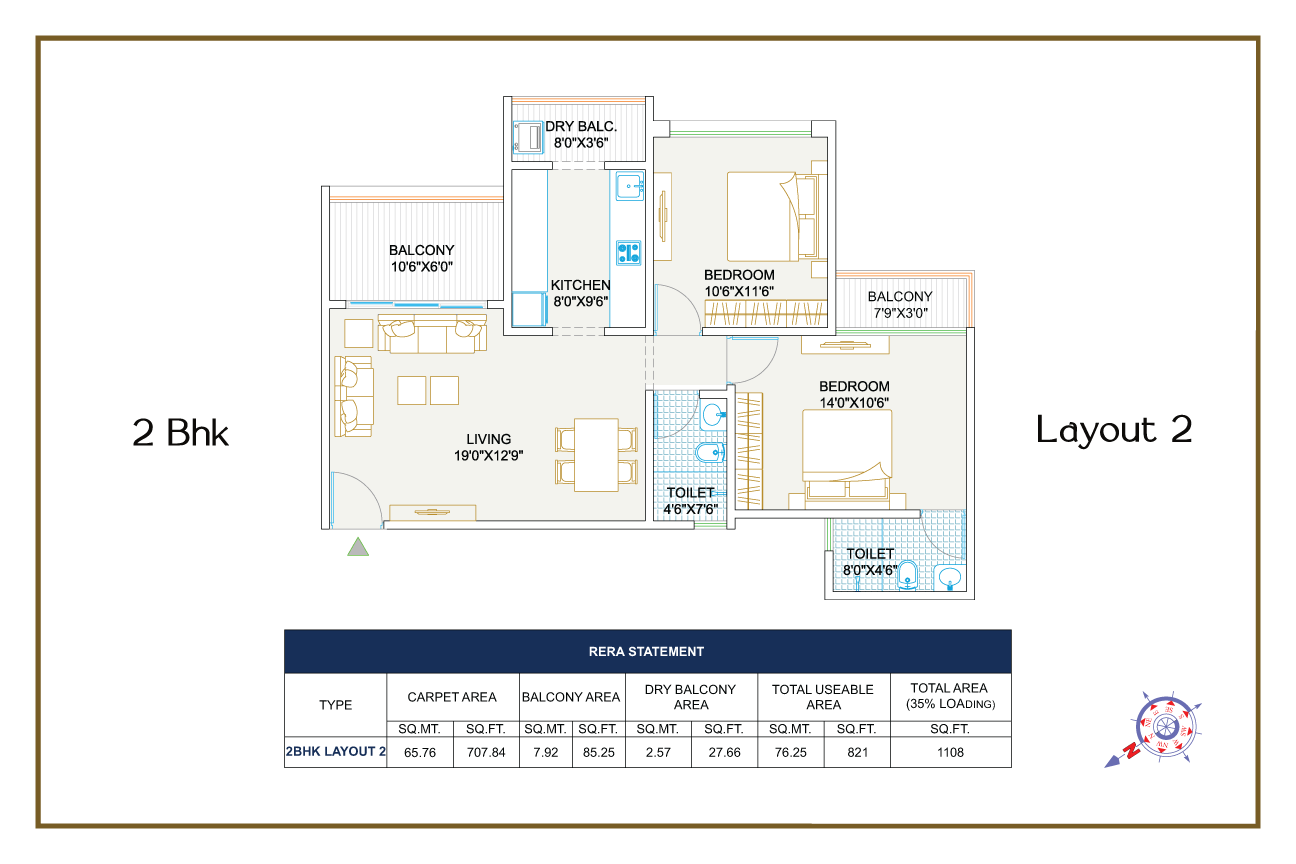 DRY BALC.
8'0"X3'6"
BALCONY
10'6"X6'0"
BEDROOM
10'6"X11'6"
KITCHEN
8'0"X9'6"
BALCONY
7'9"X3'0"
BEDROOM
14'0"X10'6"
2 Bhk
Layout 2
LIVING
19'0"X12'9"
TOILET
4'6"X7'6"
TOILET
8'0"X4'6"
RERA STATEMENT
TYPE CARPET AREA BALCONY AREA DRY BALCONY AREA TOTAL USEABLE AREA TOTAL AREA (35% LOADING)
SQ.MT. SQ.FT. SQ.MT. SQ.FT. SQ.MT. SQ.FT. SQ.MT. SQ.FT. SQ.FT.
2BHK LAYOUT 2 65.76 707.84 7.92 85.25 2.57 27.66 76.25 821 1108
N